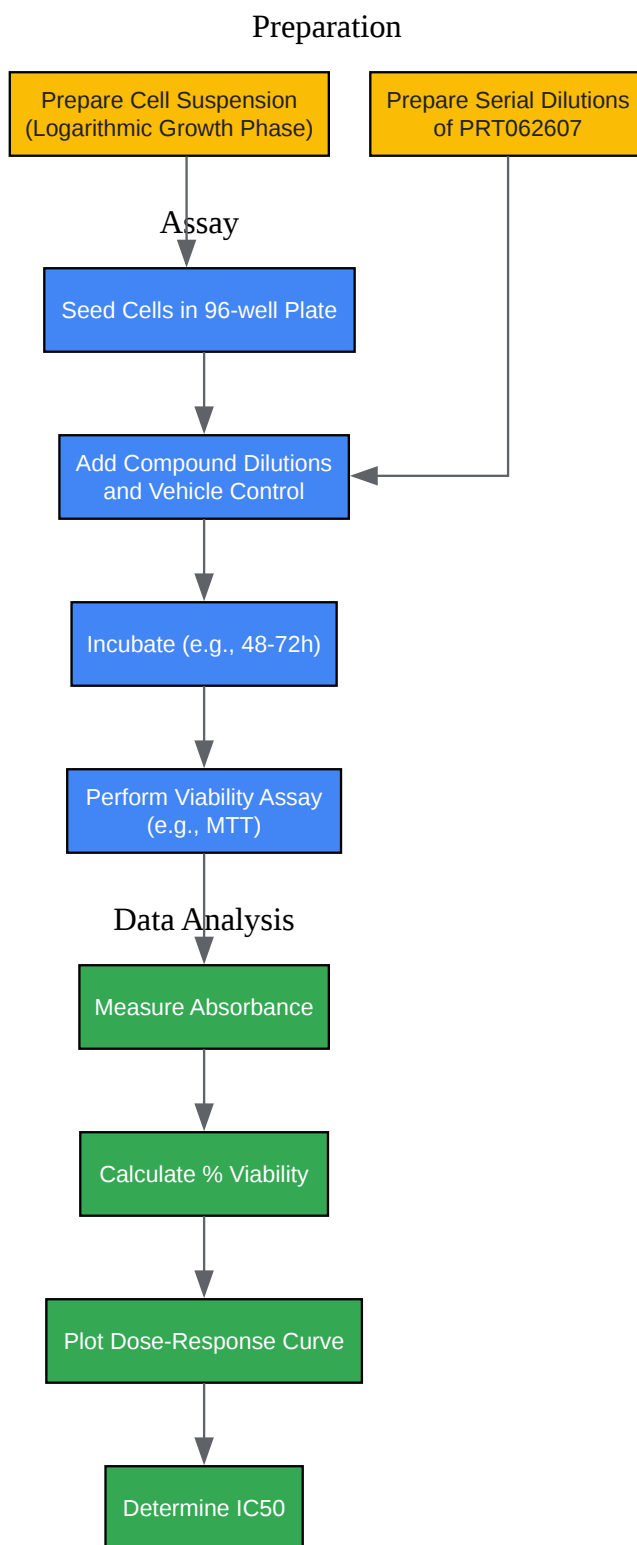 Preparation
Prepare Cell Suspension
(Logarithmic Growth Phase)
Prepare Serial Dilutions
of PRT062607
Assay
Seed Cells in 96-well Plate
Add Compound Dilutions
and Vehicle Control
Incubate (e.g., 48-72h)
Perform Viability Assay
(e.g., MTT)
Data Analysis
Measure Absorbance
Calculate % Viability
Plot Dose-Response Curve
Determine IC50